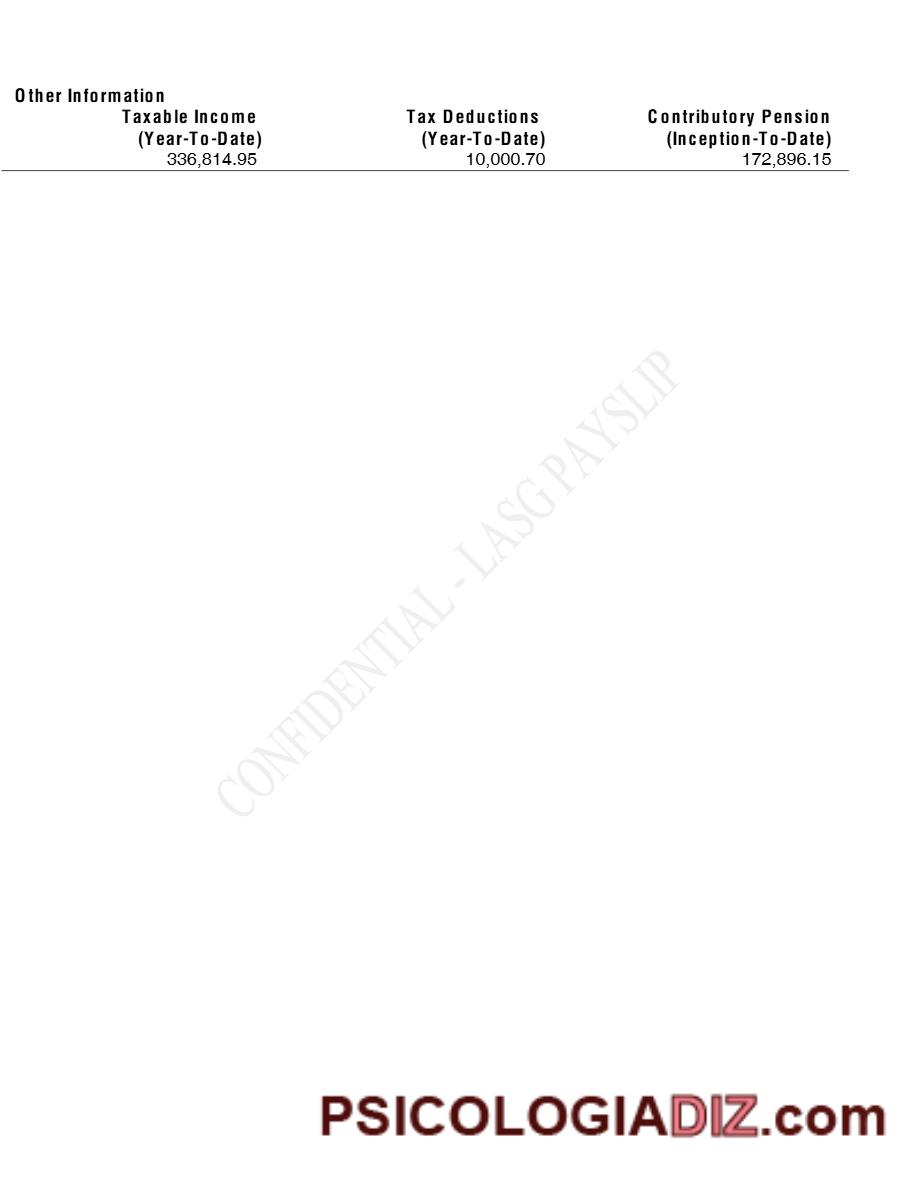 Other Information
Taxable Income Tax Deductions Contributory Pension
(Year-To-Date) (Year-To-Date) (Inception-To-Date)
336,814.95 10,000.70 172,896.15
CONFIDENTIAL - LASG PAYSLIP
PSICOLOGIADIZ.com